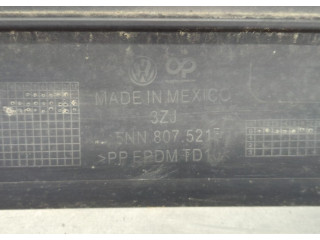 MADE IN MEXICO
3ZJ
5NN 807.521
>PP EPDM TD